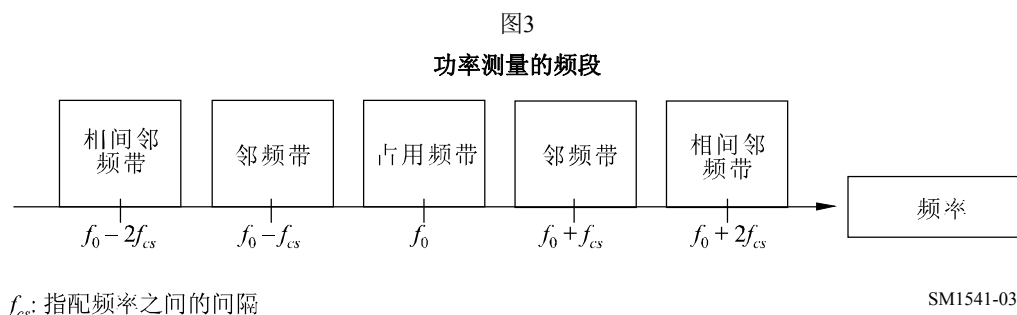 图3
功率测量的频段
相间邻
频带
邻频带
占用频带
邻频带
相间邻
频带
频率
f0 – 2fcs
f0 – fcs
f0
f0 + fcs
f0 + 2fcs
fcs: 指配频率之间的间隔
SM1541-03